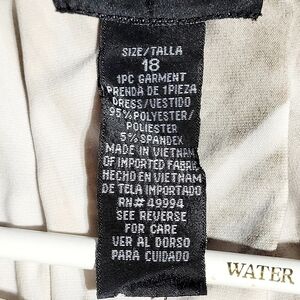 SIZE/TALLA
18
1PC GARMENT
PRENDA DE 1PIEZA
DRESS/VESTIDO
95%POLYESTER/
POLIESTER
5%SPANDEX
MADE IN VIETNAM
OF IMPORTED FABRIC
HECHO EN VIETNAM
DE TELA IMPORTADO
RN# 49994
SEE REVERSE
FOR CARE
VER AL DORSO
PARA CUIDADO
WATER